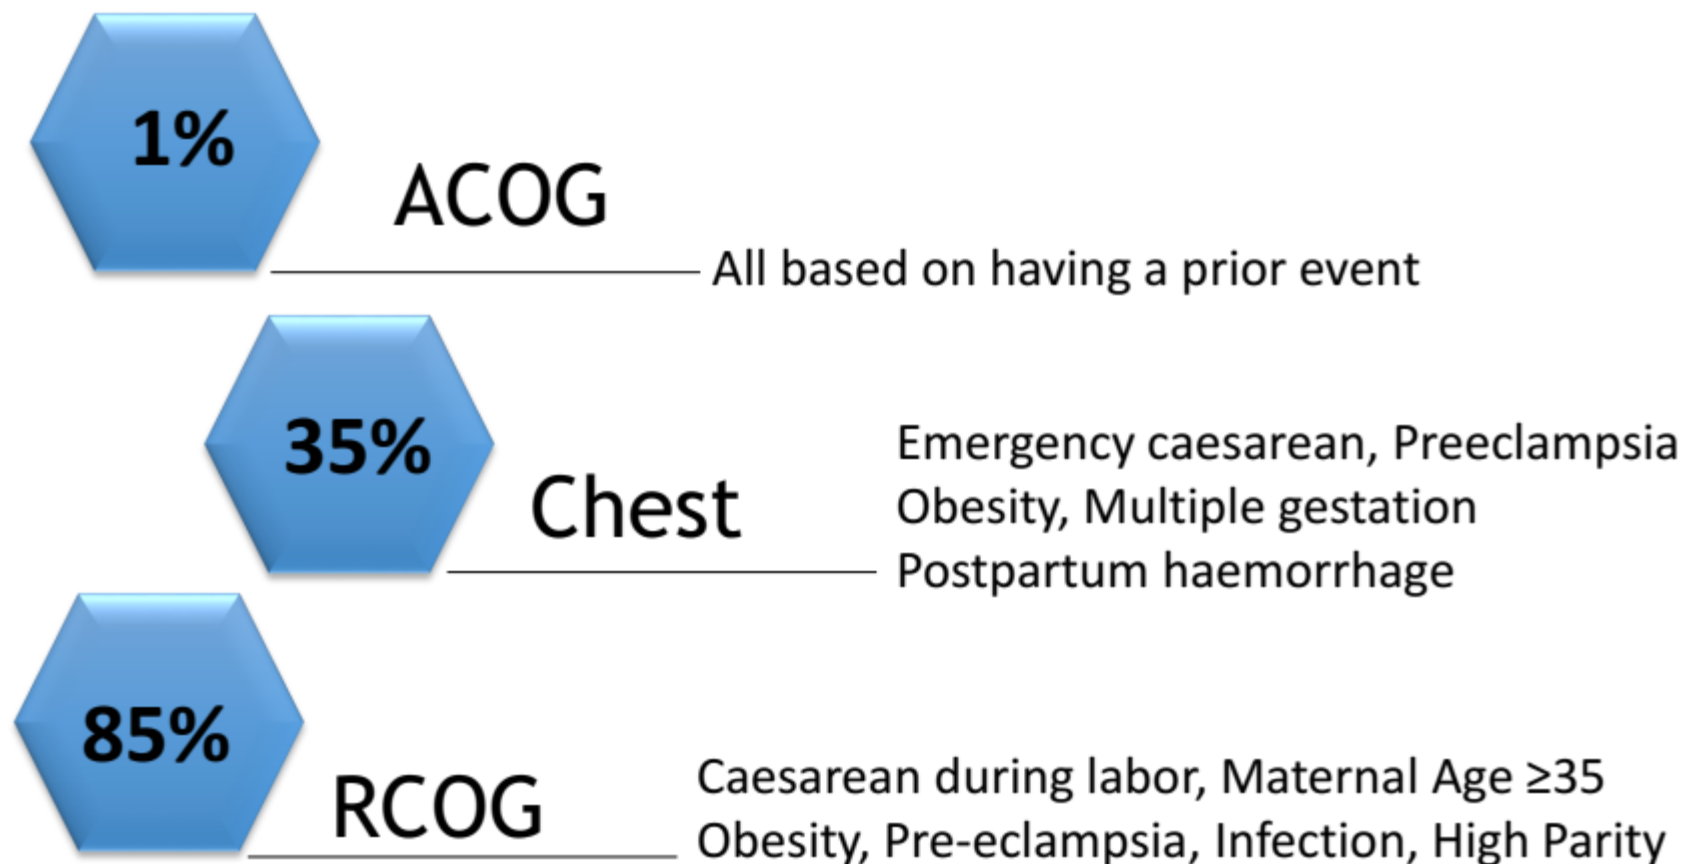 1%
ACOG
All based on having a prior event
35%
Chest
Emergency caesarean, Preeclampsia
Obesity, Multiple gestation
Postpartum haemorrhage
85%
RCOG
Caesarean during labor, Maternal Age ≥35
Obesity, Pre-eclampsia, Infection, High Parity